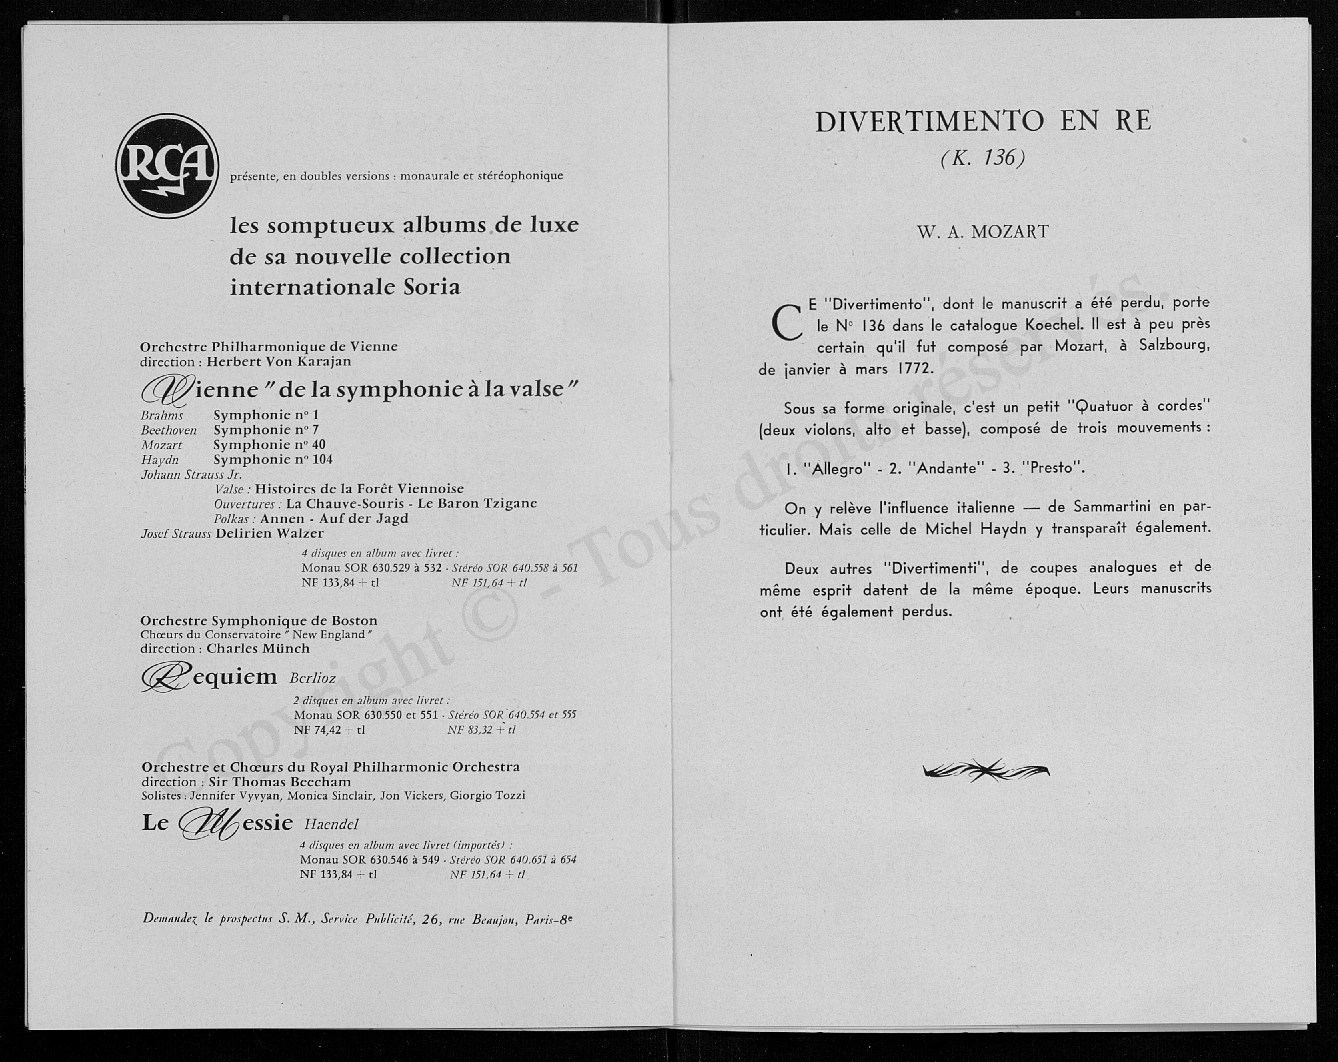 RCA
présente, en doubles versions : monaurale et stéréophonique
les somptueux albums de luxe
de sa nouvelle collection
internationale Soria
Orchestre Philharmonique de Vienne
direction : Herbert Von Karajan
Vienne "de la symphonie à la valse"
Brahms Symphonie nº 1
Beethoven Symphonie nº 7
Mozart Symphonie nº 40
Haydn Symphonie nº 104
Johann Strauss Jr.
Valse : Histoires de la Forêt Viennoise
Ouvertures : La Chauve-Souris - Le Baron Tzigane
Polkas : Annen - Auf der Jagd
Josef Strauss Delirien Walzer
4 disques en album avec livret :
Monau SOR 630.529 à 532 - Stéréo SOR 640.558 à 561
NF 133,84 + tl NF 151,64 + tl
Orchestre Symphonique de Boston
Chœurs du Conservatoire " New England "
direction : Charles Münch
Requiem Berlioz
2 disques en album avec livret :
Monau SOR 630.550 et 551 - Stéréo SOR 640.554 et 555
NF 74,42 + tl NF 83,32 + tl
Orchestre et Chœurs du Royal Philharmonic Orchestra
direction : Sir Thomas Beecham
Solistes : Jennifer Vyvyan, Monica Sinclair, Jon Vickers, Giorgio Tozzi
Le Messie Haendel
4 disques en album avec livret (importés) :
Monau SOR 630.546 à 549 - Stéréo SOR 640.651 à 654
NF 133,84 + tl NF 151,64 + tl
Demandez le prospectus S. M., Service Publicité, 26, rue Beaujon, Paris-8e
DIVERTIMENTO EN RE
(K. 136)
W. A. MOZART
CE "Divertimento", dont le manuscrit a été perdu, porte
le Nº 136 dans le catalogue Koechel. Il est à peu près
certain qu'il fut composé par Mozart, à Salzbourg,
de janvier à mars 1772.
Sous sa forme originale, c'est un petit "Quatuor à cordes"
(deux violons, alto et basse), composé de trois mouvements :
1. "Allegro" - 2. "Andante" - 3. "Presto".
On y relève l'influence italienne — de Sammartini en par-
ticulier. Mais celle de Michel Haydn y transparaît également.
Deux autres "Divertimenti", de coupes analogues et de
même esprit datent de la même époque. Leurs manuscrits
ont été également perdus.
Copyright © - Tous droits réservés.